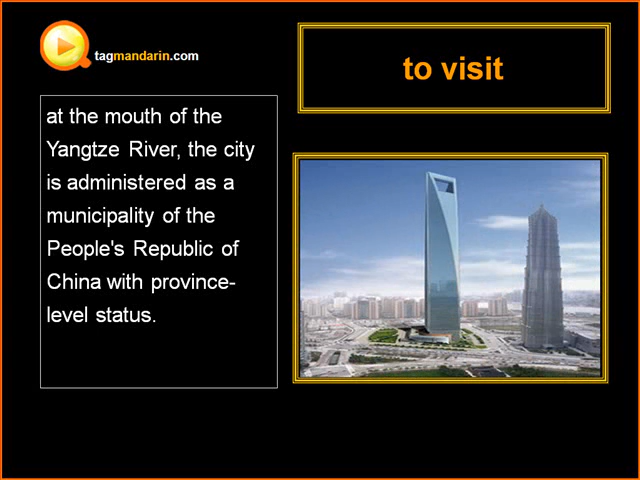 tagmandarin.com
to visit
at the mouth of the
Yangtze River, the city
is administered as a
municipality of the
People's Republic of
China with province-
level status.